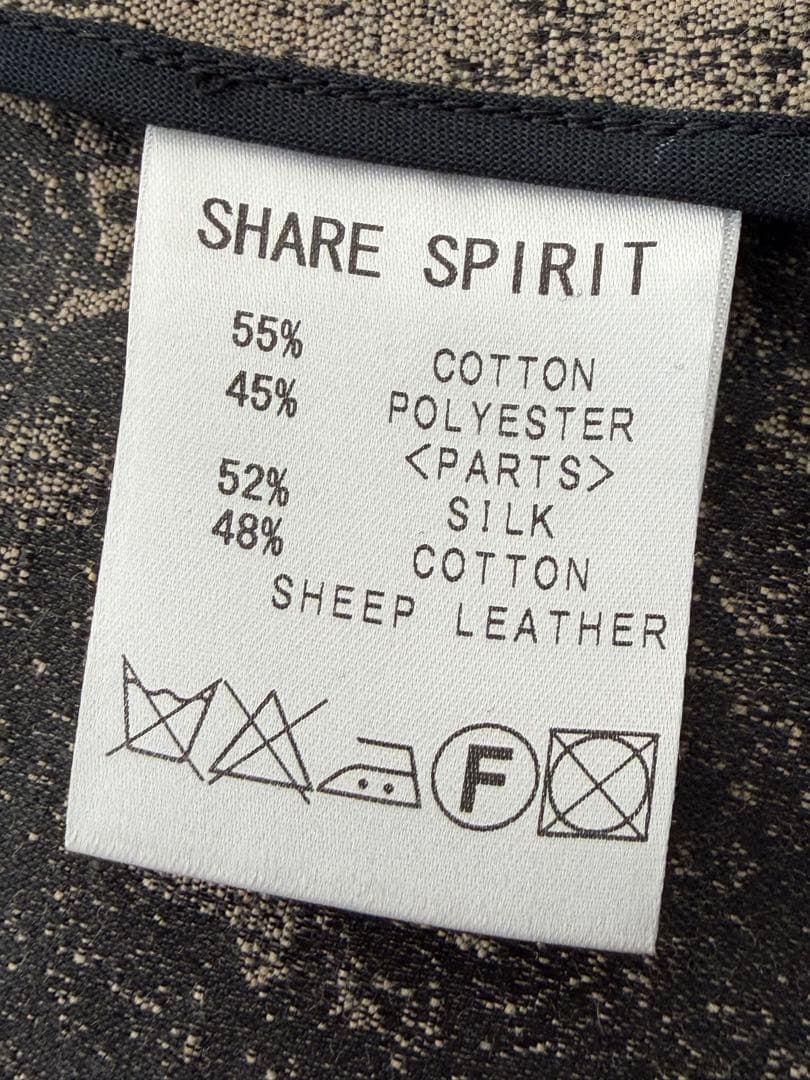 SHARE SPIRIT
55% COTTON
45% POLYESTER
<PARTS>
52% SILK
48% COTTON
SHEEP LEATHER
F